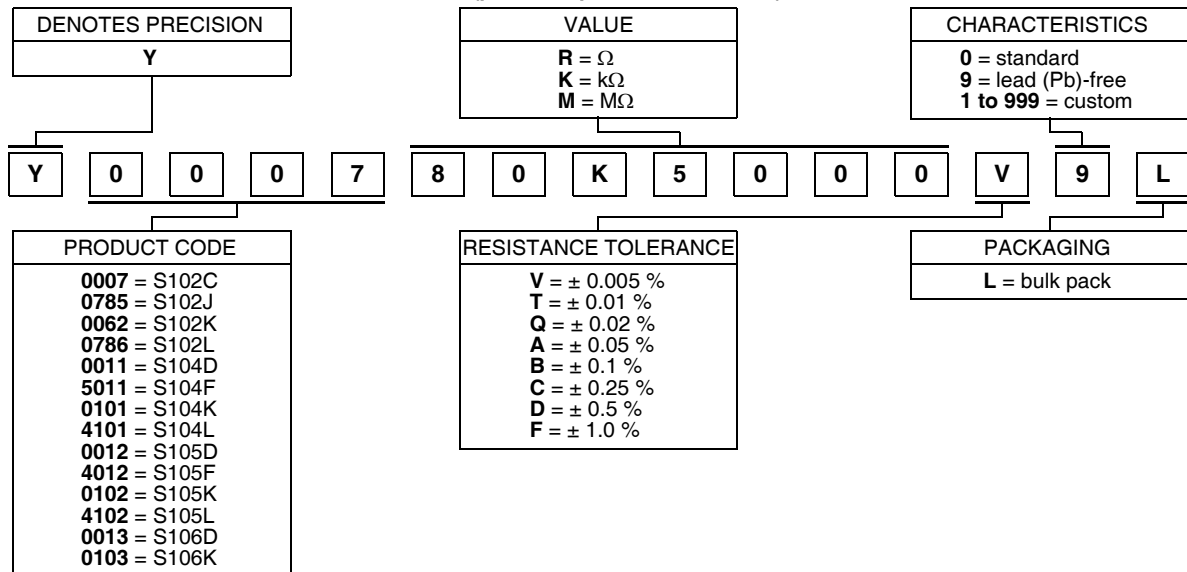 DENOTES PRECISION
Y
VALUE
R = Ω
K = kΩ
M = MΩ
CHARACTERISTICS
0 = standard
9 = lead (Pb)-free
1 to 999 = custom
Y 0 0 0 7 8 0 K 5 0 0 0 V 9 L
PRODUCT CODE
0007 = S102C
0785 = S102J
0062 = S102K
0786 = S102L
0011 = S104D
5011 = S104F
0101 = S104K
4101 = S104L
0012 = S105D
4012 = S105F
0102 = S105K
4102 = S105L
0013 = S106D
0103 = S106K
RESISTANCE TOLERANCE
V = ± 0.005 %
T = ± 0.01 %
Q = ± 0.02 %
A = ± 0.05 %
B = ± 0.1 %
C = ± 0.25 %
D = ± 0.5 %
F = ± 1.0 %
PACKAGING
L = bulk pack